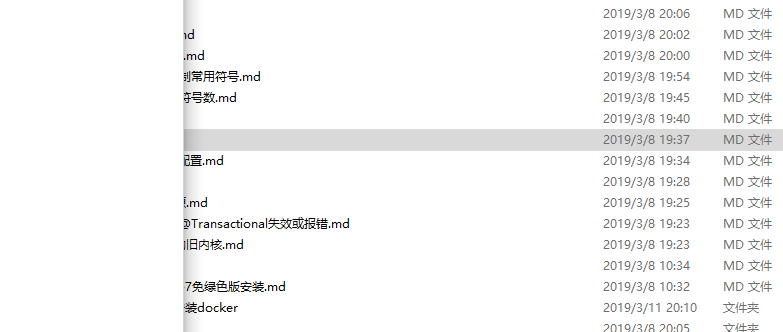 2019/3/8 20:06 MD 文件
md 2019/3/8 20:02 MD 文件
.md 2019/3/8 20:00 MD 文件
制常用符号.md 2019/3/8 19:54 MD 文件
符号数.md 2019/3/8 19:45 MD 文件
2019/3/8 19:40 MD 文件
2019/3/8 19:37 MD 文件
配置.md 2019/3/8 19:34 MD 文件
2019/3/8 19:28 MD 文件
.md 2019/3/8 19:25 MD 文件
@Transactional失效或报错.md 2019/3/8 19:23 MD 文件
旧内核.md 2019/3/8 19:23 MD 文件
2019/3/8 10:34 MD 文件
7免绿色版安装.md 2019/3/8 10:32 MD 文件
装docker 2019/3/11 20:10 文件夹
2019/3/8 20:05 文件夹